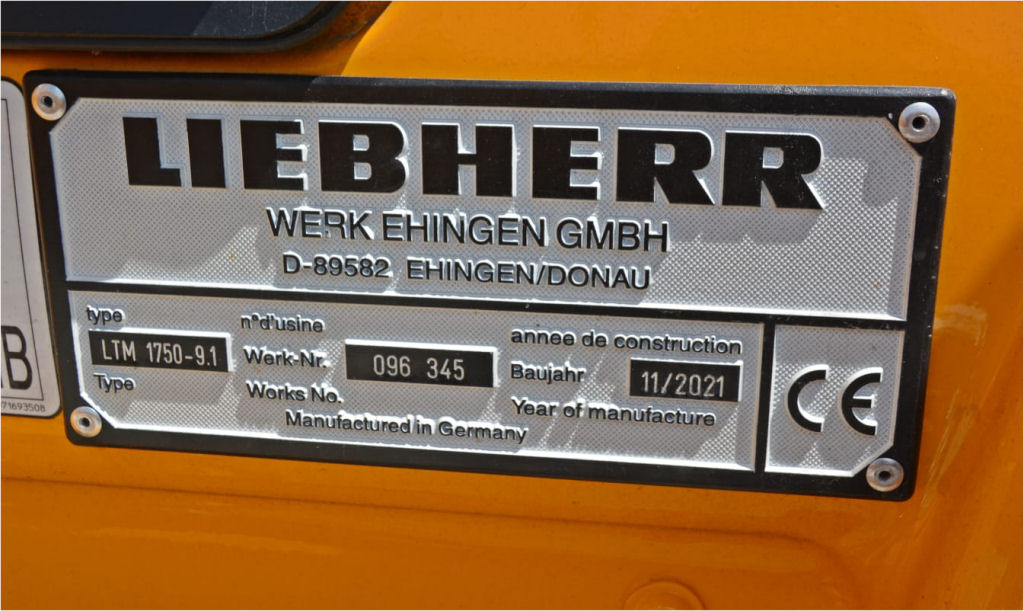 LIEBHERR
WERK EHINGEN GMBH
D-89582 EHINGEN/DONAU
type
LTM 1750-9.1
Type
n°d'usine
Werk-Nr. 096 345
Works No.
annee de construction
Baujahr 11/2021
Year of manufacture
Manufactured in Germany
CE
B
71693508